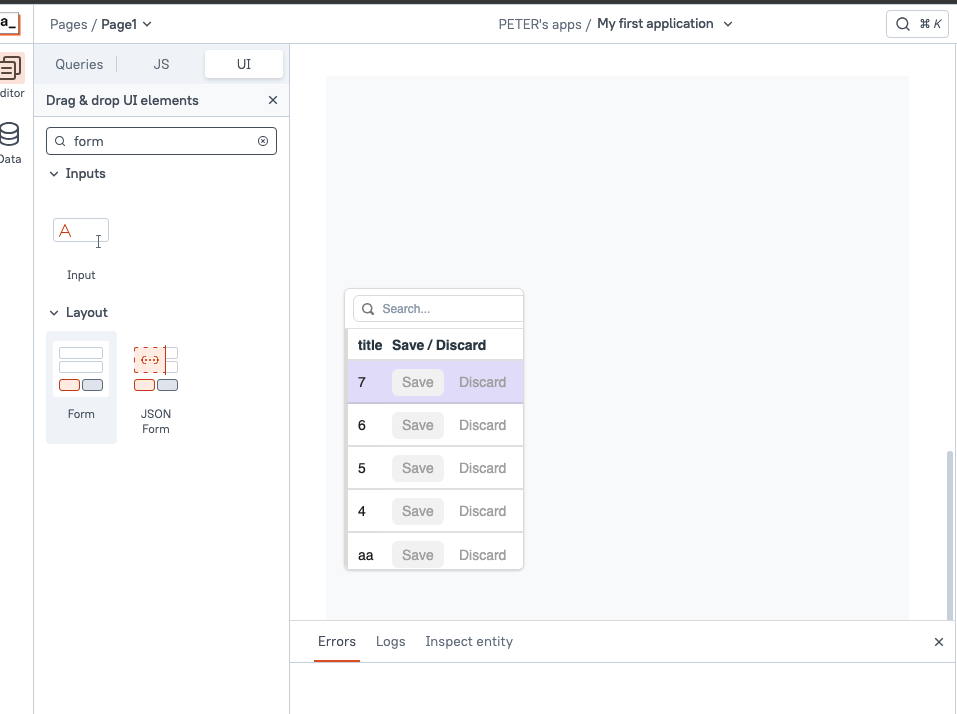 a_
Pages / Page1
PETER's apps / My first application
⌘ K
Editor
Data
Queries
JS
UI
Drag & drop UI elements
form
Inputs
A
Input
Layout
Form
JSON
Form
Search...
title Save / Discard
7 Save Discard
6 Save Discard
5 Save Discard
4 Save Discard
aa Save Discard
Errors Logs Inspect entity